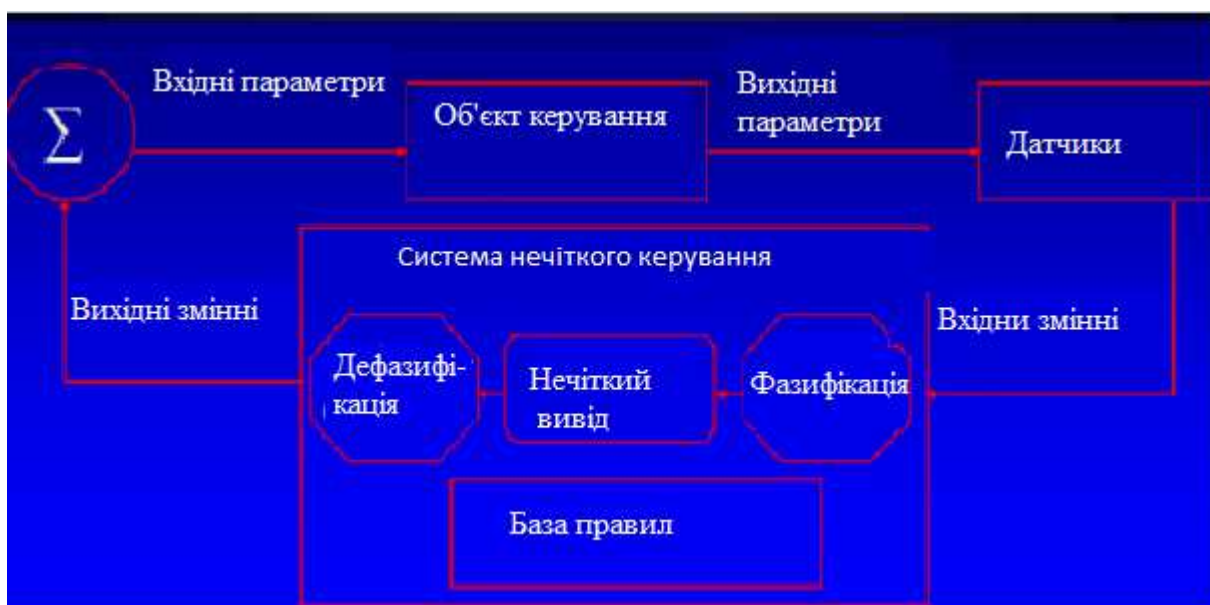 Вхідні параметри
Вихідні
параметри
∑
Об'єкт керування
Датчики
Система нечіткого керування
Вихідні змінні
Вхідни змінні
Дефазифі-
кація
Нечіткий
вивід
Фазифікація
База правил